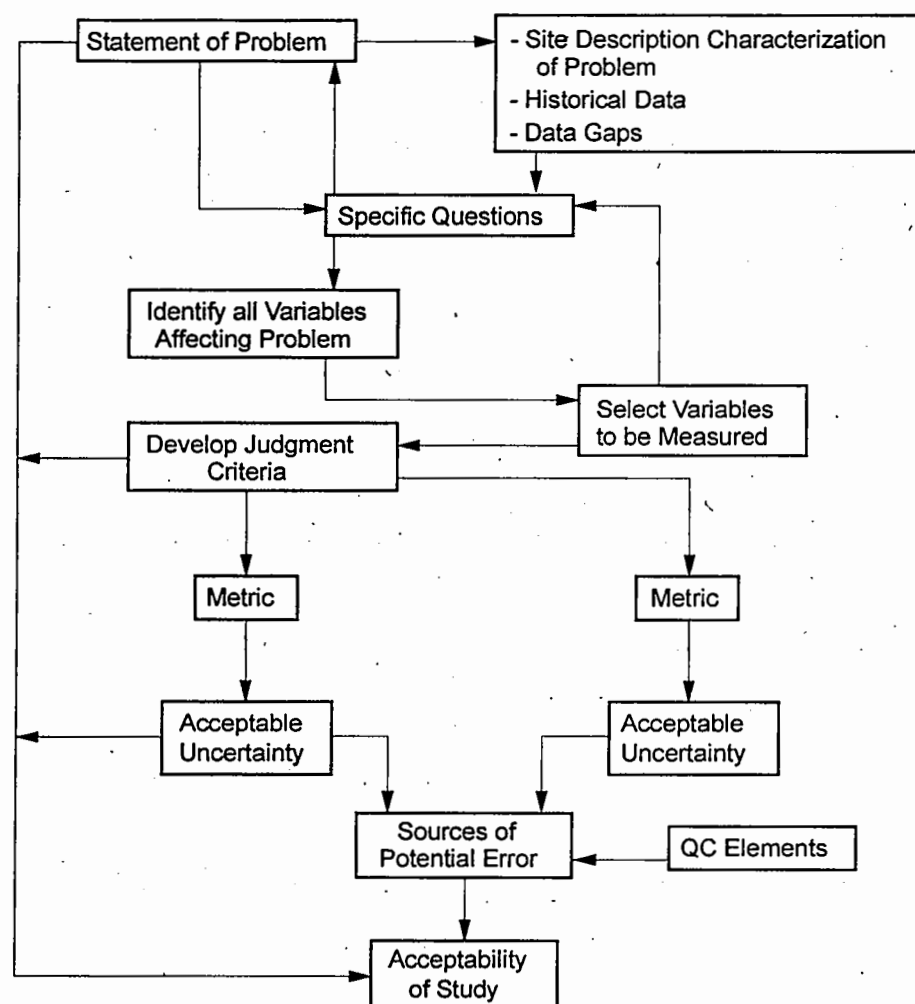 Statement of Problem
- Site Description Characterization
of Problem
- Historical Data
- Data Gaps
Specific Questions
Identify all Variables
Affecting Problem
Select Variables
to be Measured
Develop Judgment
Criteria
Metric
Metric
Acceptable
Uncertainty
Acceptable
Uncertainty
Sources of
Potential Error
QC Elements
Acceptability
of Study